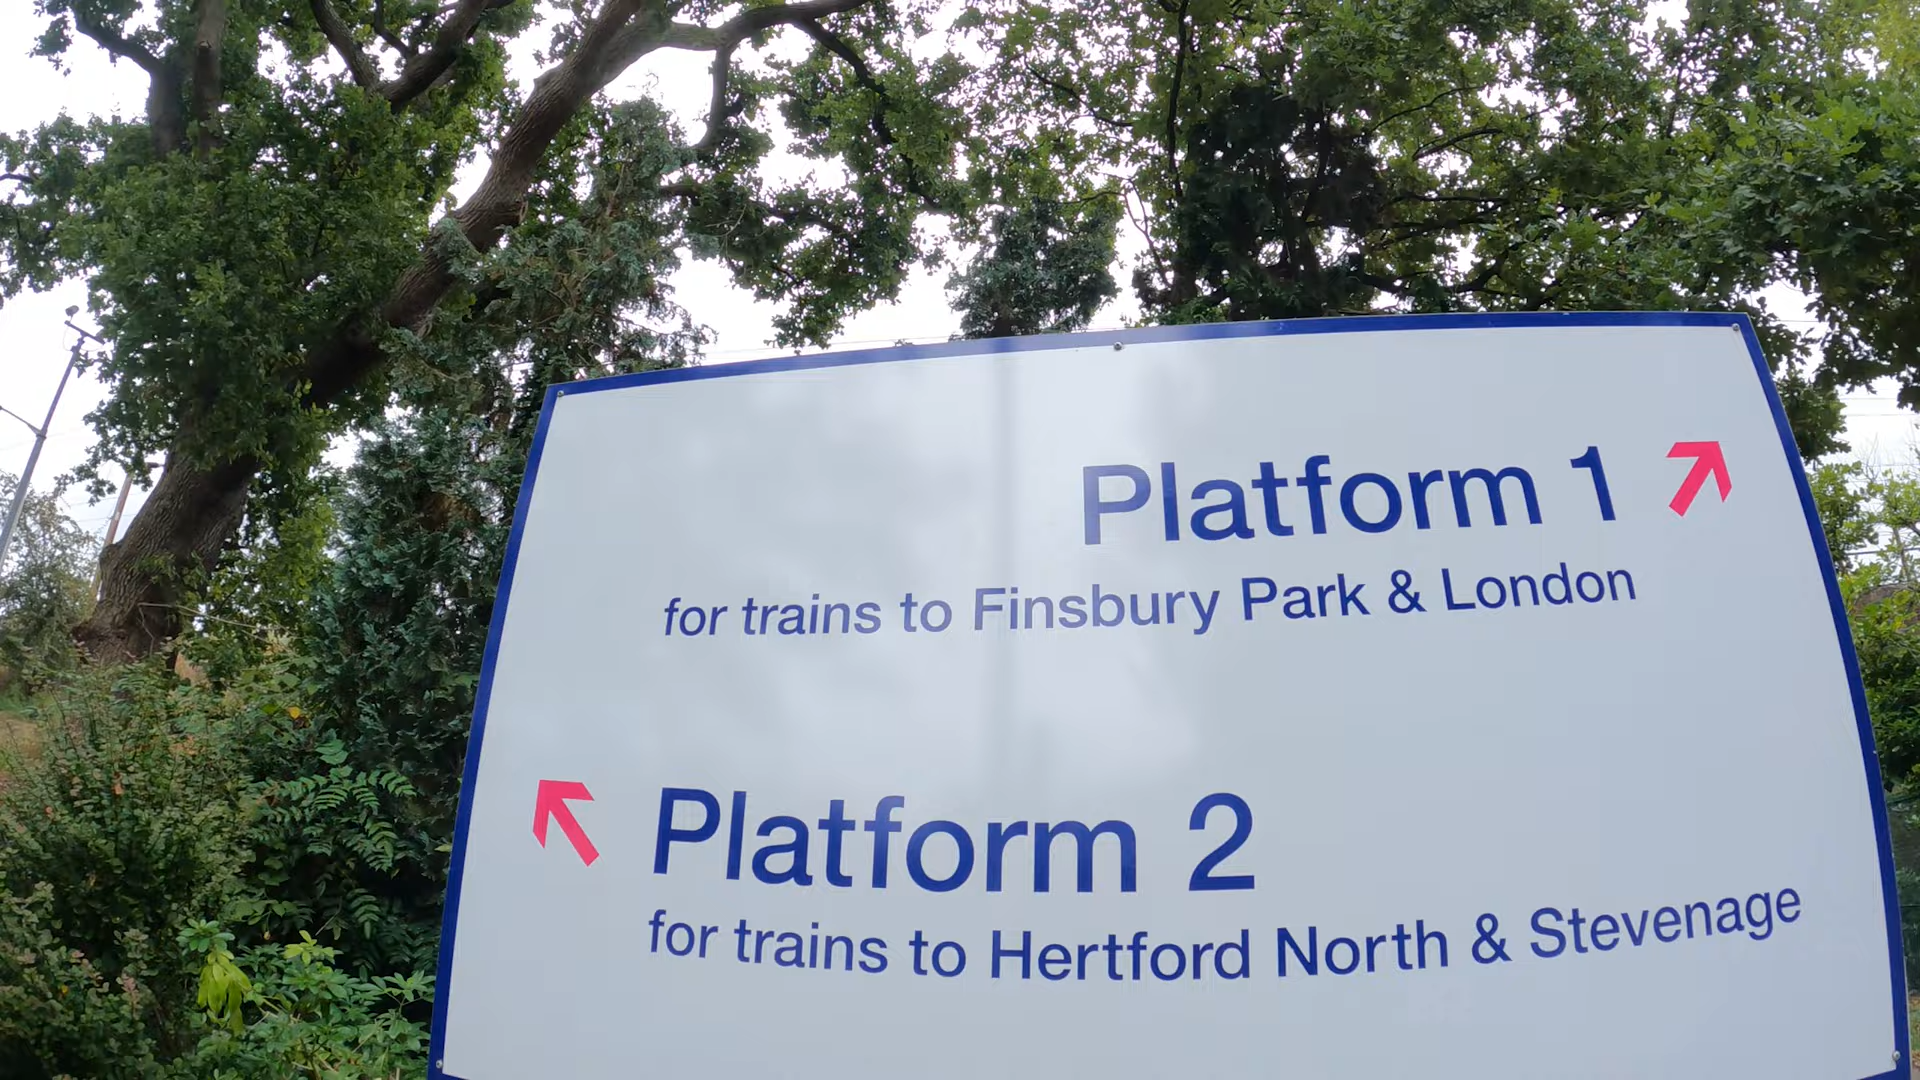 Platform 1
for trains to Finsbury Park & London
Platform 2
for trains to Hertford North & Stevenage